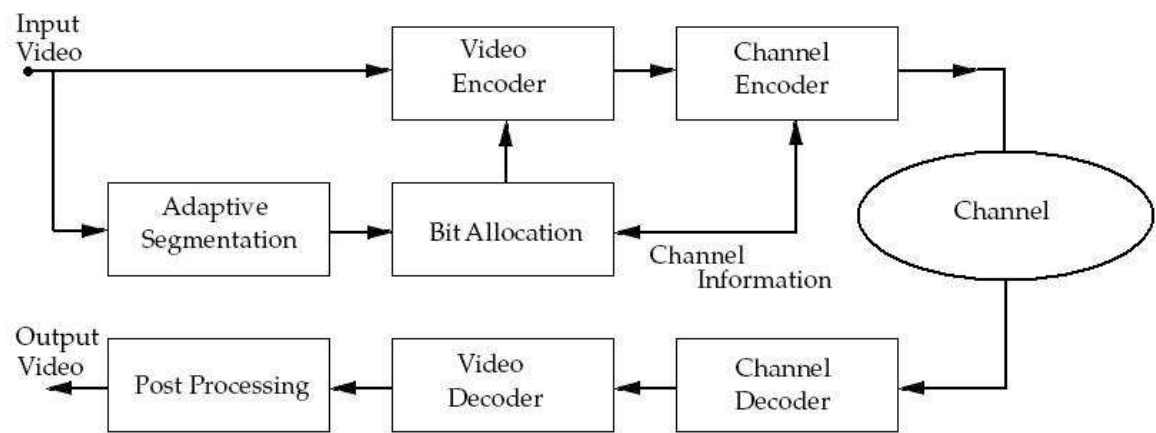 Input
Video
Video
Encoder
Channel
Encoder
Adaptive
Segmentation
Bit Allocation
Channel
Information
Channel
Output
Video
Post Processing
Video
Decoder
Channel
Decoder